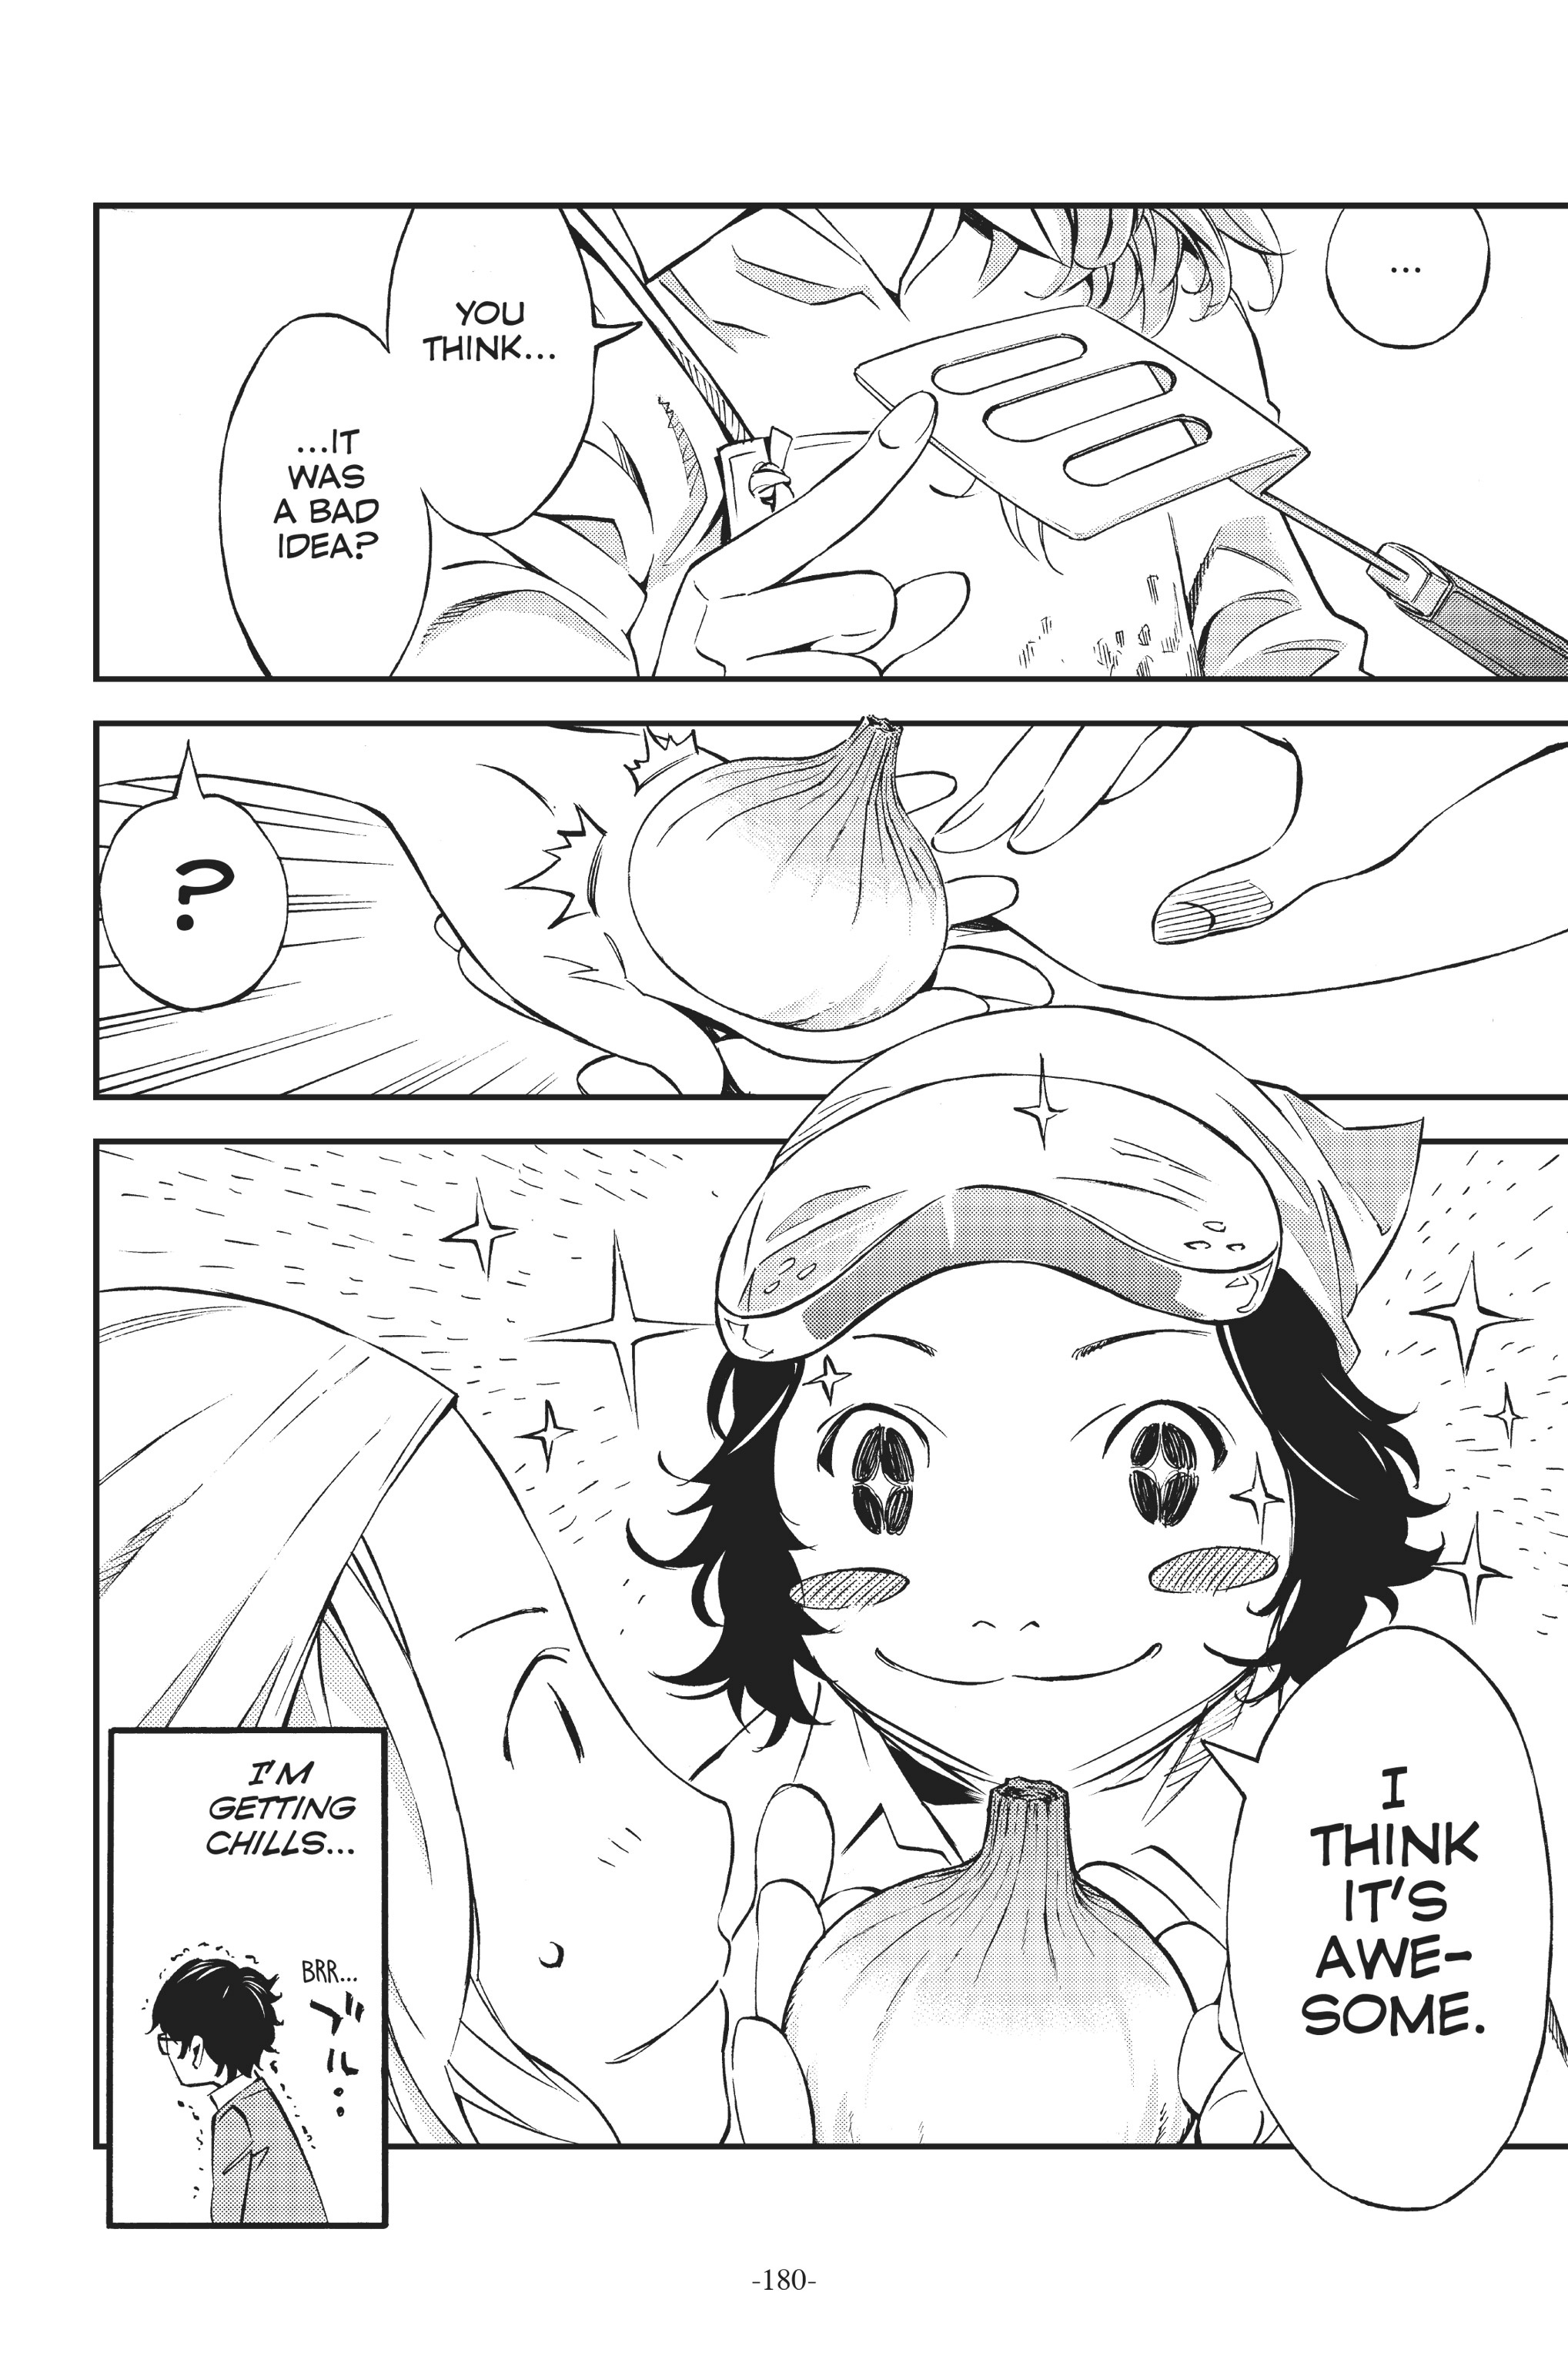 ...
YOU
THINK...
...IT
WAS
A BAD
IDEA?
?
I
THINK
IT'S
AWE-
SOME.
I'M
GETTING
CHILLS...
BRR...
ブル..
-180-